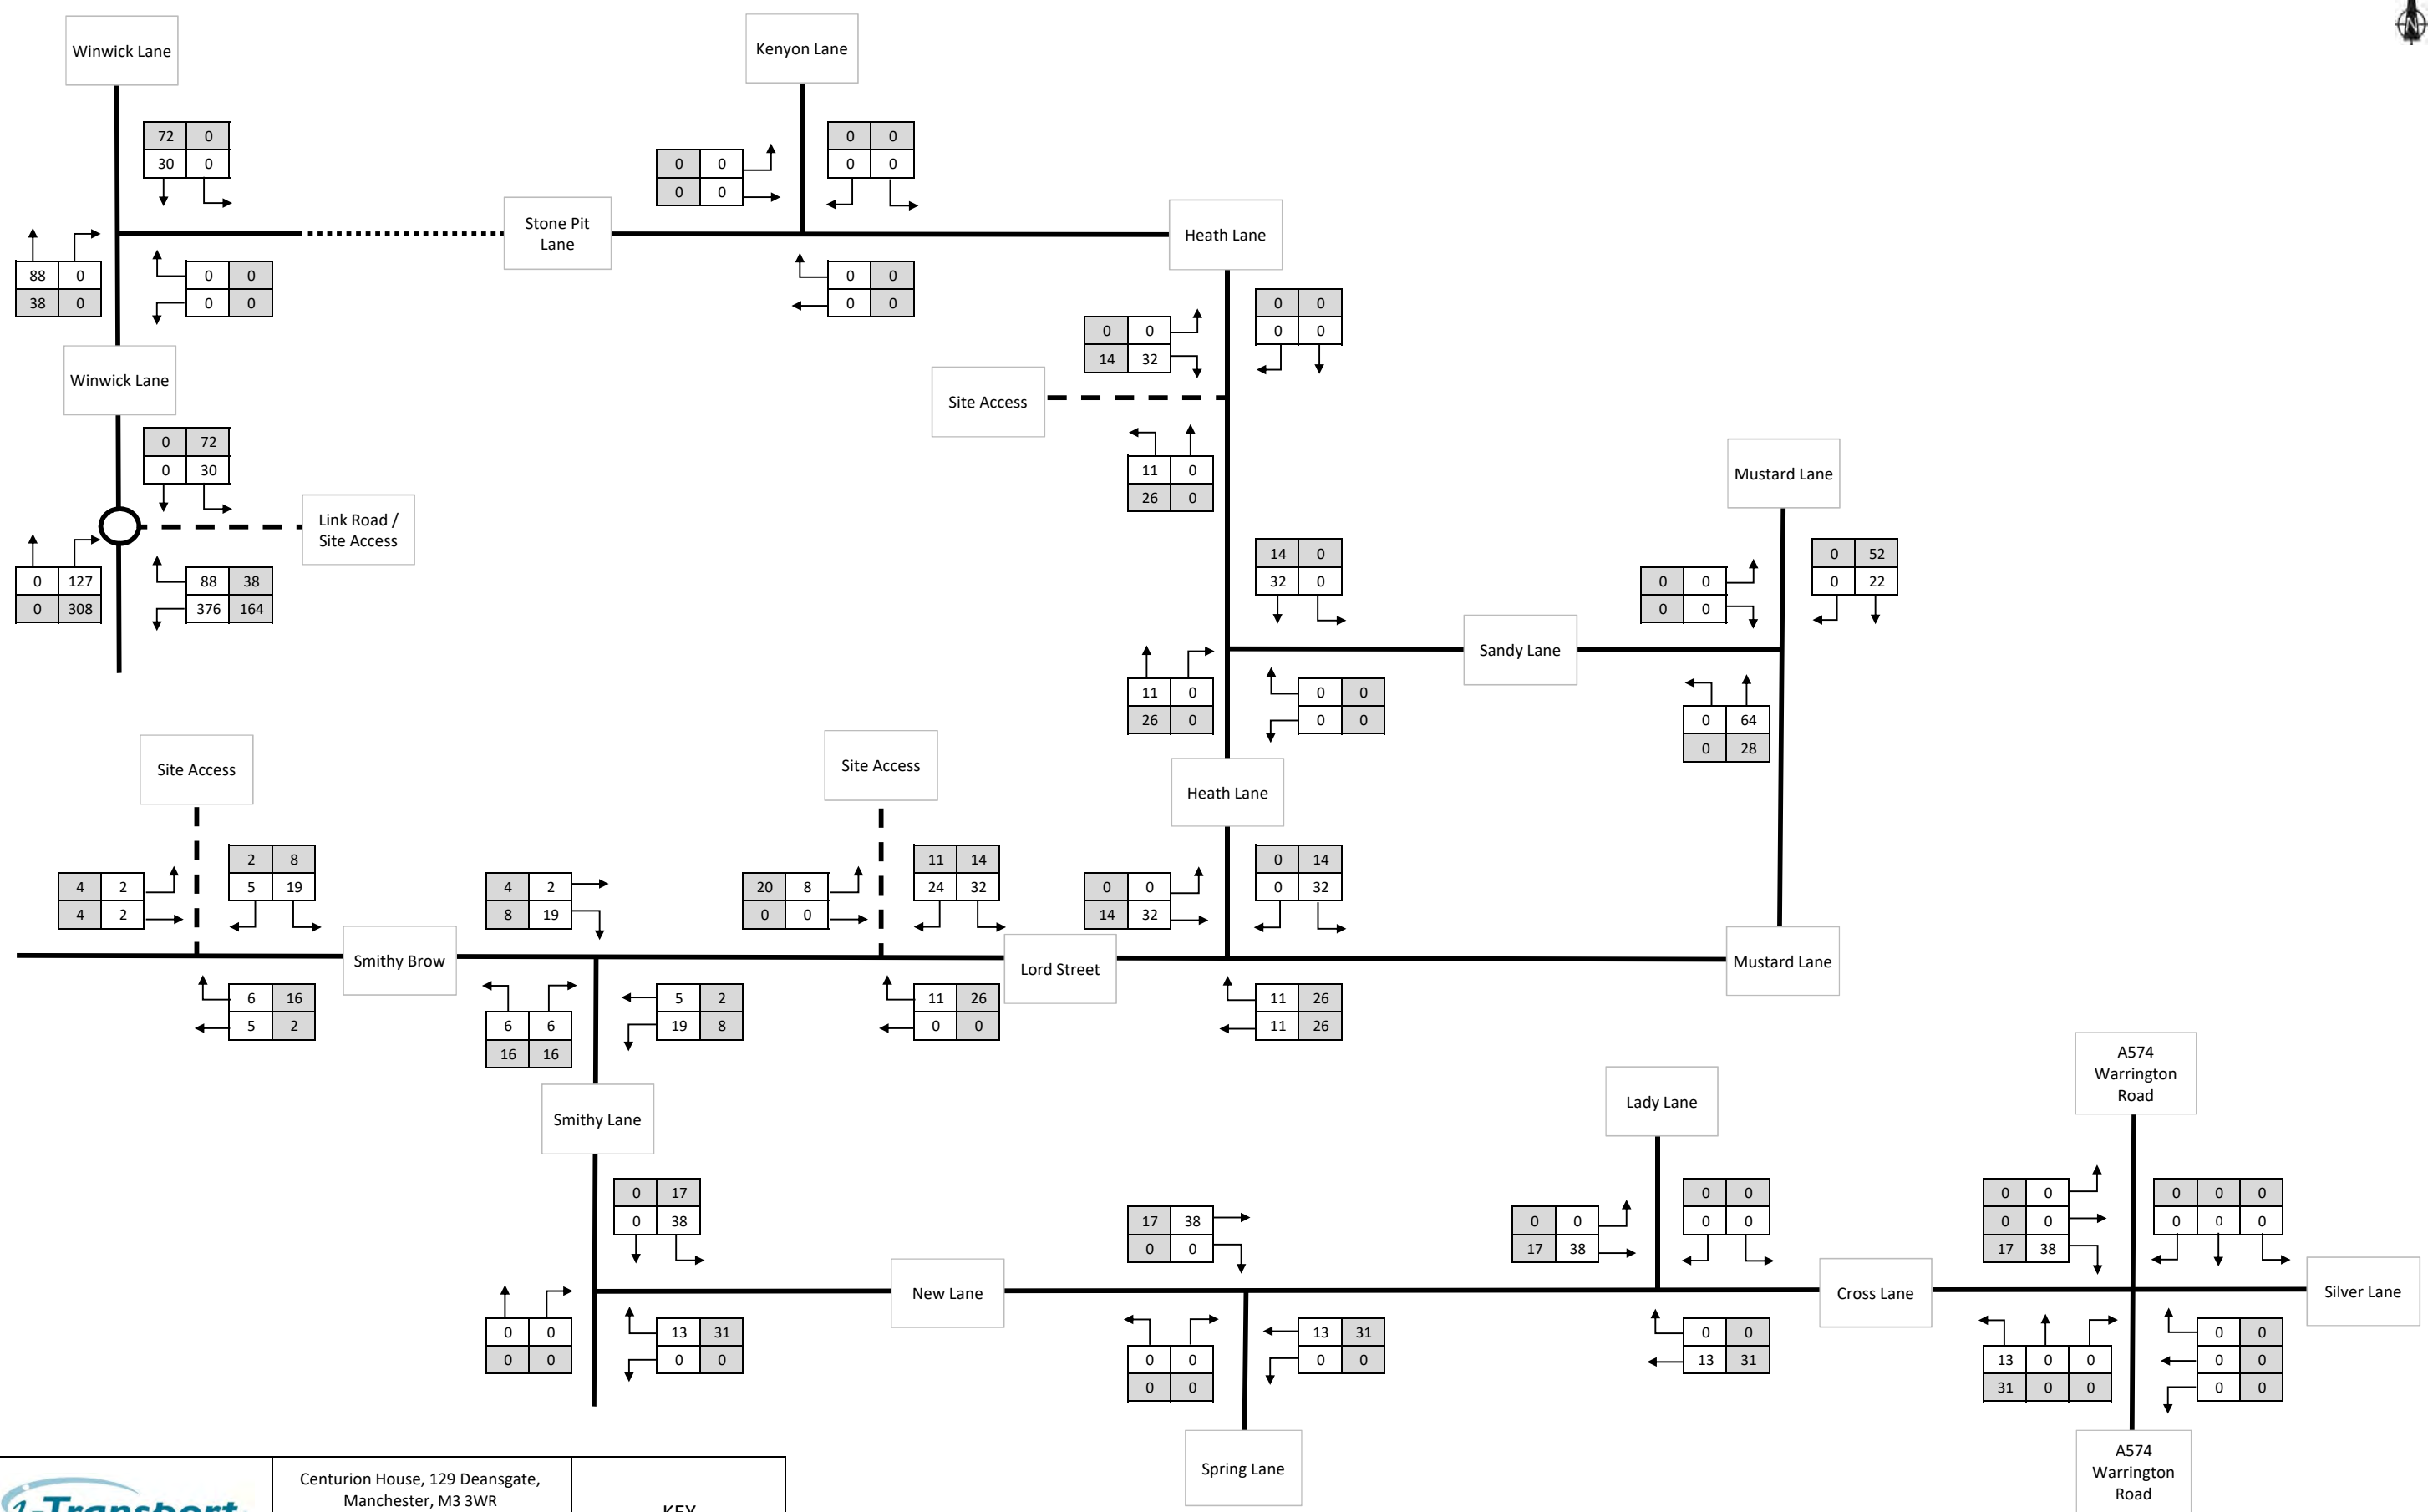 N
Winwick Lane
Kenyon Lane
72 0
30 0
0 0
0 0
0 0
0 0
Stone Pit
Lane
Heath Lane
88 0
38 0
0 0
0 0
0 0
0 0
0 0
0 0
0 0
14 32
Winwick Lane
Site Access
0 72
0 30
11 0
26 0
Mustard Lane
Link Road /
Site Access
0 127
0 308
88 38
376 164
14 0
32 0
0 0
0 0
0 52
0 22
Sandy Lane
11 0
26 0
0 0
0 0
0 64
0 28
Site Access
Site Access
Heath Lane
4 2
4 2
2 8
5 19
4 2
8 19
20 8
0 0
11 14
24 32
0 0
14 32
0 14
0 32
Smithy Brow
Lord Street
Mustard Lane
6 16
5 2
6 6
16 16
5 2
19 8
11 26
0 0
11 26
11 26
Smithy Lane
Lady Lane
A574
Warrington
Road
0 17
0 38
17 38
0 0
0 0
17 38
0 0
0 0
0 0
0 0
17 38
0 0 0
0 0 0
New Lane
Cross Lane
Silver Lane
0 0
0 0
13 31
0 0
0 0
0 0
13 31
0 0
0 0
13 31
13 0 0
31 0 0
0 0
0 0
0 0
Spring Lane
A574
Warrington
Road
i-Transport
Centurion House, 129 Deansgate,
Manchester, M3 3WR
KEY